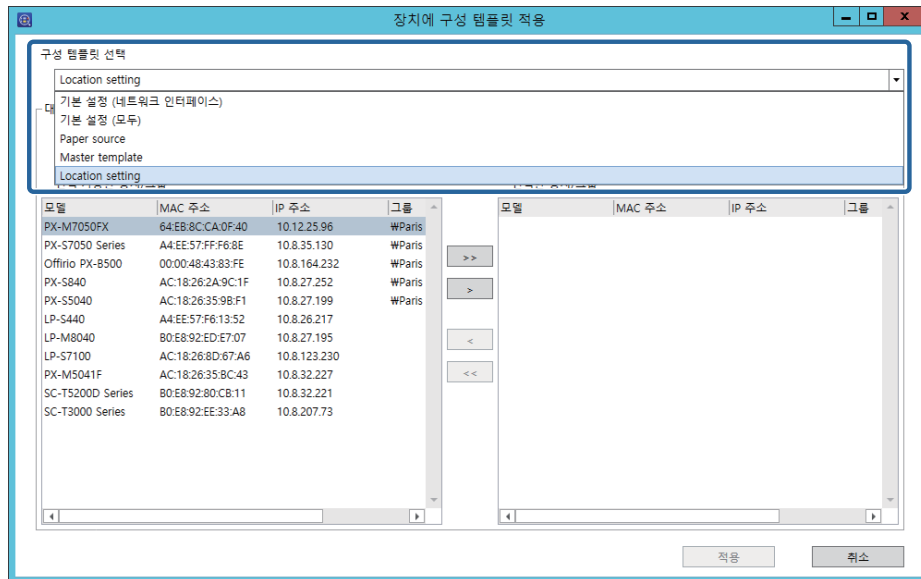 장치에 구성 템플릿 적용
구성 템플릿 선택
Location setting
기본 설정 (네트워크 인터페이스)
기본 설정 (모두)
Paper source
Master template
Location setting
모델 MAC 주소 IP 주소 그룹
PX-M7050FX 64:EB:8C:CA:0F:40 10.12.25.96 ₩Paris
PX-S7050 Series A4:EE:57:FF:F6:8E 10.8.35.130 ₩Paris
Offirio PX-B500 00:00:48:43:83:FE 10.8.164.232 ₩Paris
PX-S840 AC:18:26:2A:9C:1F 10.8.27.252 ₩Paris
PX-S5040 AC:18:26:35:9B:F1 10.8.27.199 ₩Paris
LP-S440 A4:EE:57:F6:13:52 10.8.26.217
LP-M8040 B0:E8:92:ED:E7:07 10.8.27.195
LP-S7100 AC:18:26:8D:67:A6 10.8.123.230
PX-M5041F AC:18:26:35:BC:43 10.8.32.227
SC-T5200D Series B0:E8:92:80:CB:11 10.8.32.221
SC-T3000 Series B0:E8:92:EE:33:A8 10.8.207.73
>>
>
<
<<
모델 MAC 주소 IP 주소 그룹
적용 취소